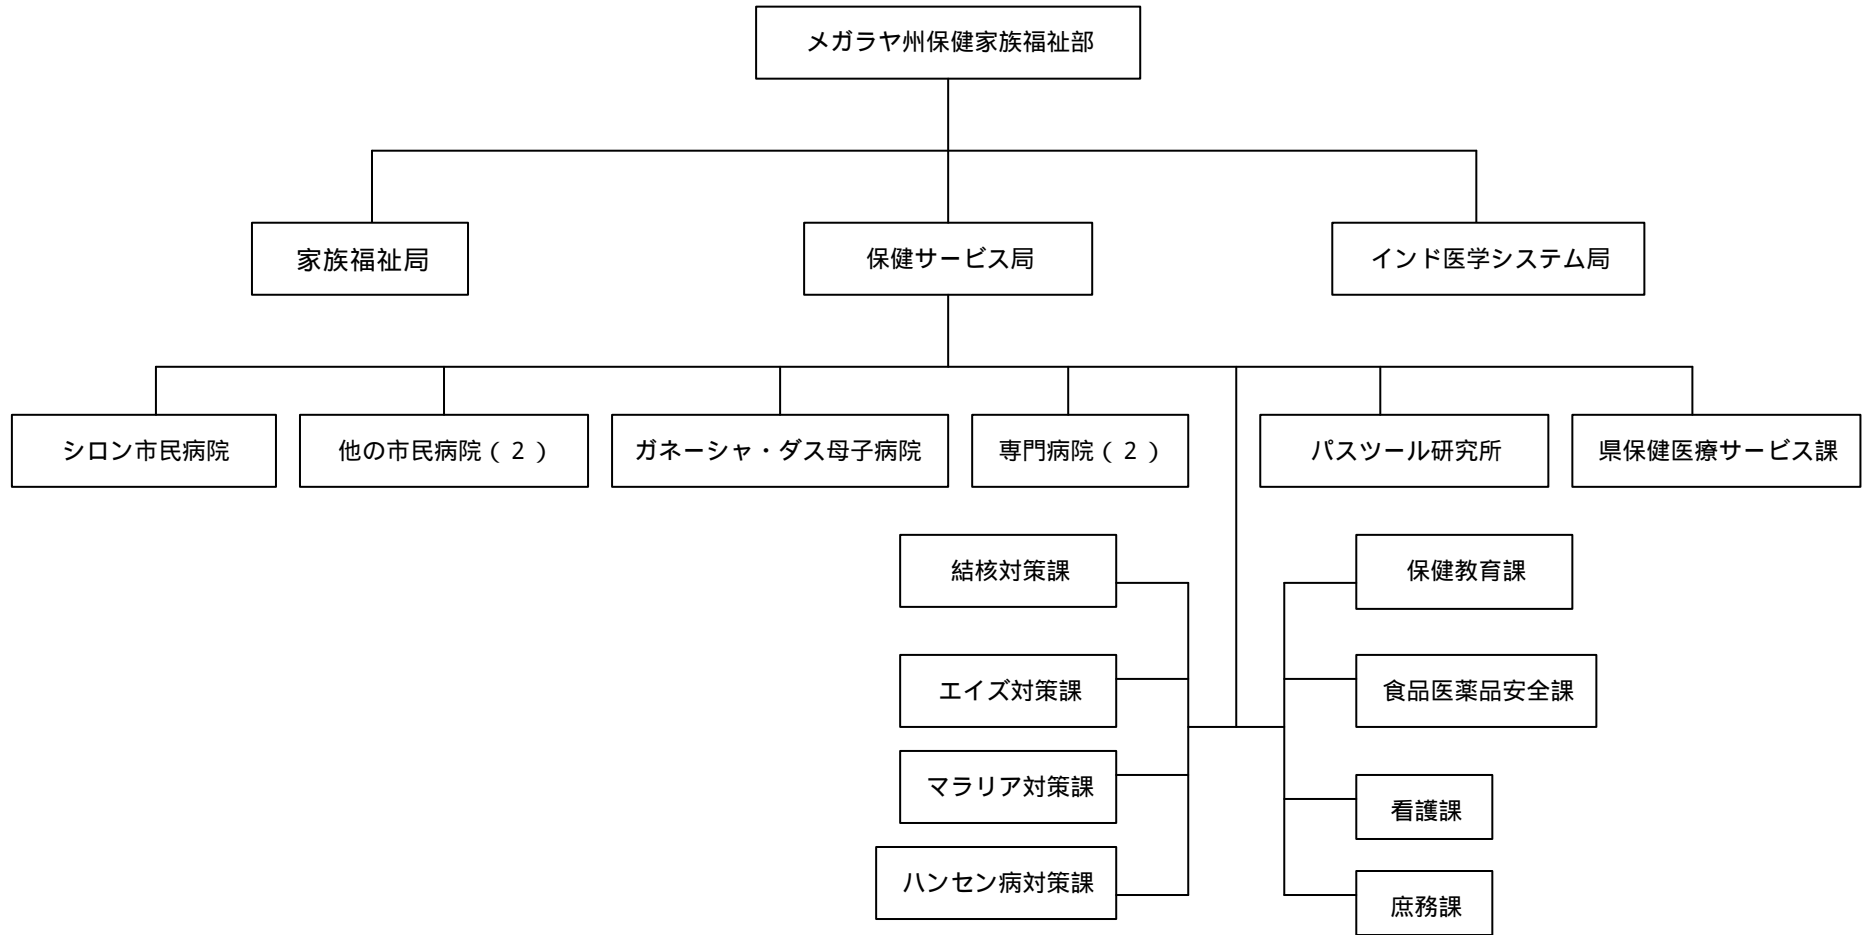 メガラヤ州保健家族福祉部
家族福祉局
保健サービス局
インド医学システム局
シロン市民病院
他の市民病院（２）
ガネーシャ・ダス母子病院
専門病院（２）
パスツール研究所
県保健医療サービス課
結核対策課
エイズ対策課
マラリア対策課
ハンセン病対策課
保健教育課
食品医薬品安全課
看護課
庶務課